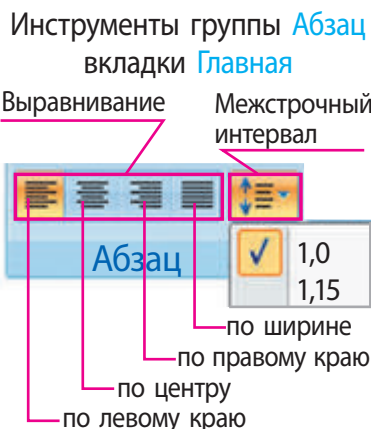 Инструменты группы Абзац
вкладки Главная
Выравнивание
Межстрочный
интервал
Абзац
1,0
1,15
по ширине
по правому краю
по центру
по левому краю